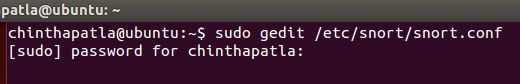 patla@ubuntu: ~
chinthapatla@ubuntu:~$ sudo gedit /etc/snort/snort.conf
[sudo] password for chinthapatla: